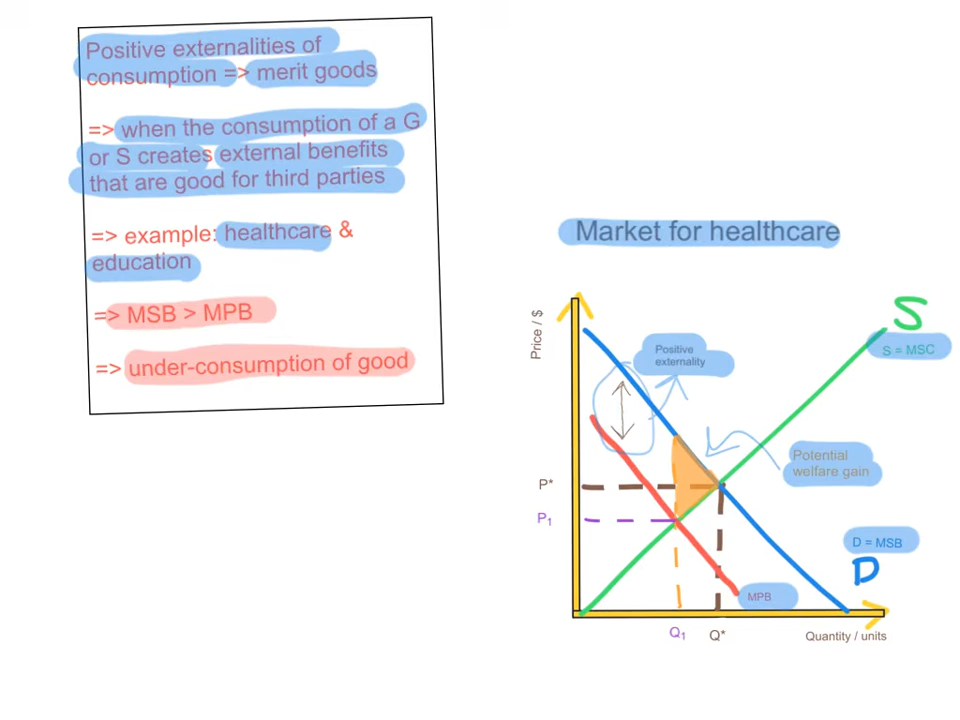 Positive externalities of
consumption => merit goods
=> when the consumption of a G
or S creates external benefits
that are good for third parties
=> example: healthcare &
education
=> MSB > MPB
=> under-consumption of good
Market for healthcare
Price / $
S
S = MSC
Positive
externality
Potential
welfare gain
P*
P1
D = MSB
D
MPB
Q1
Q*
Quantity / units